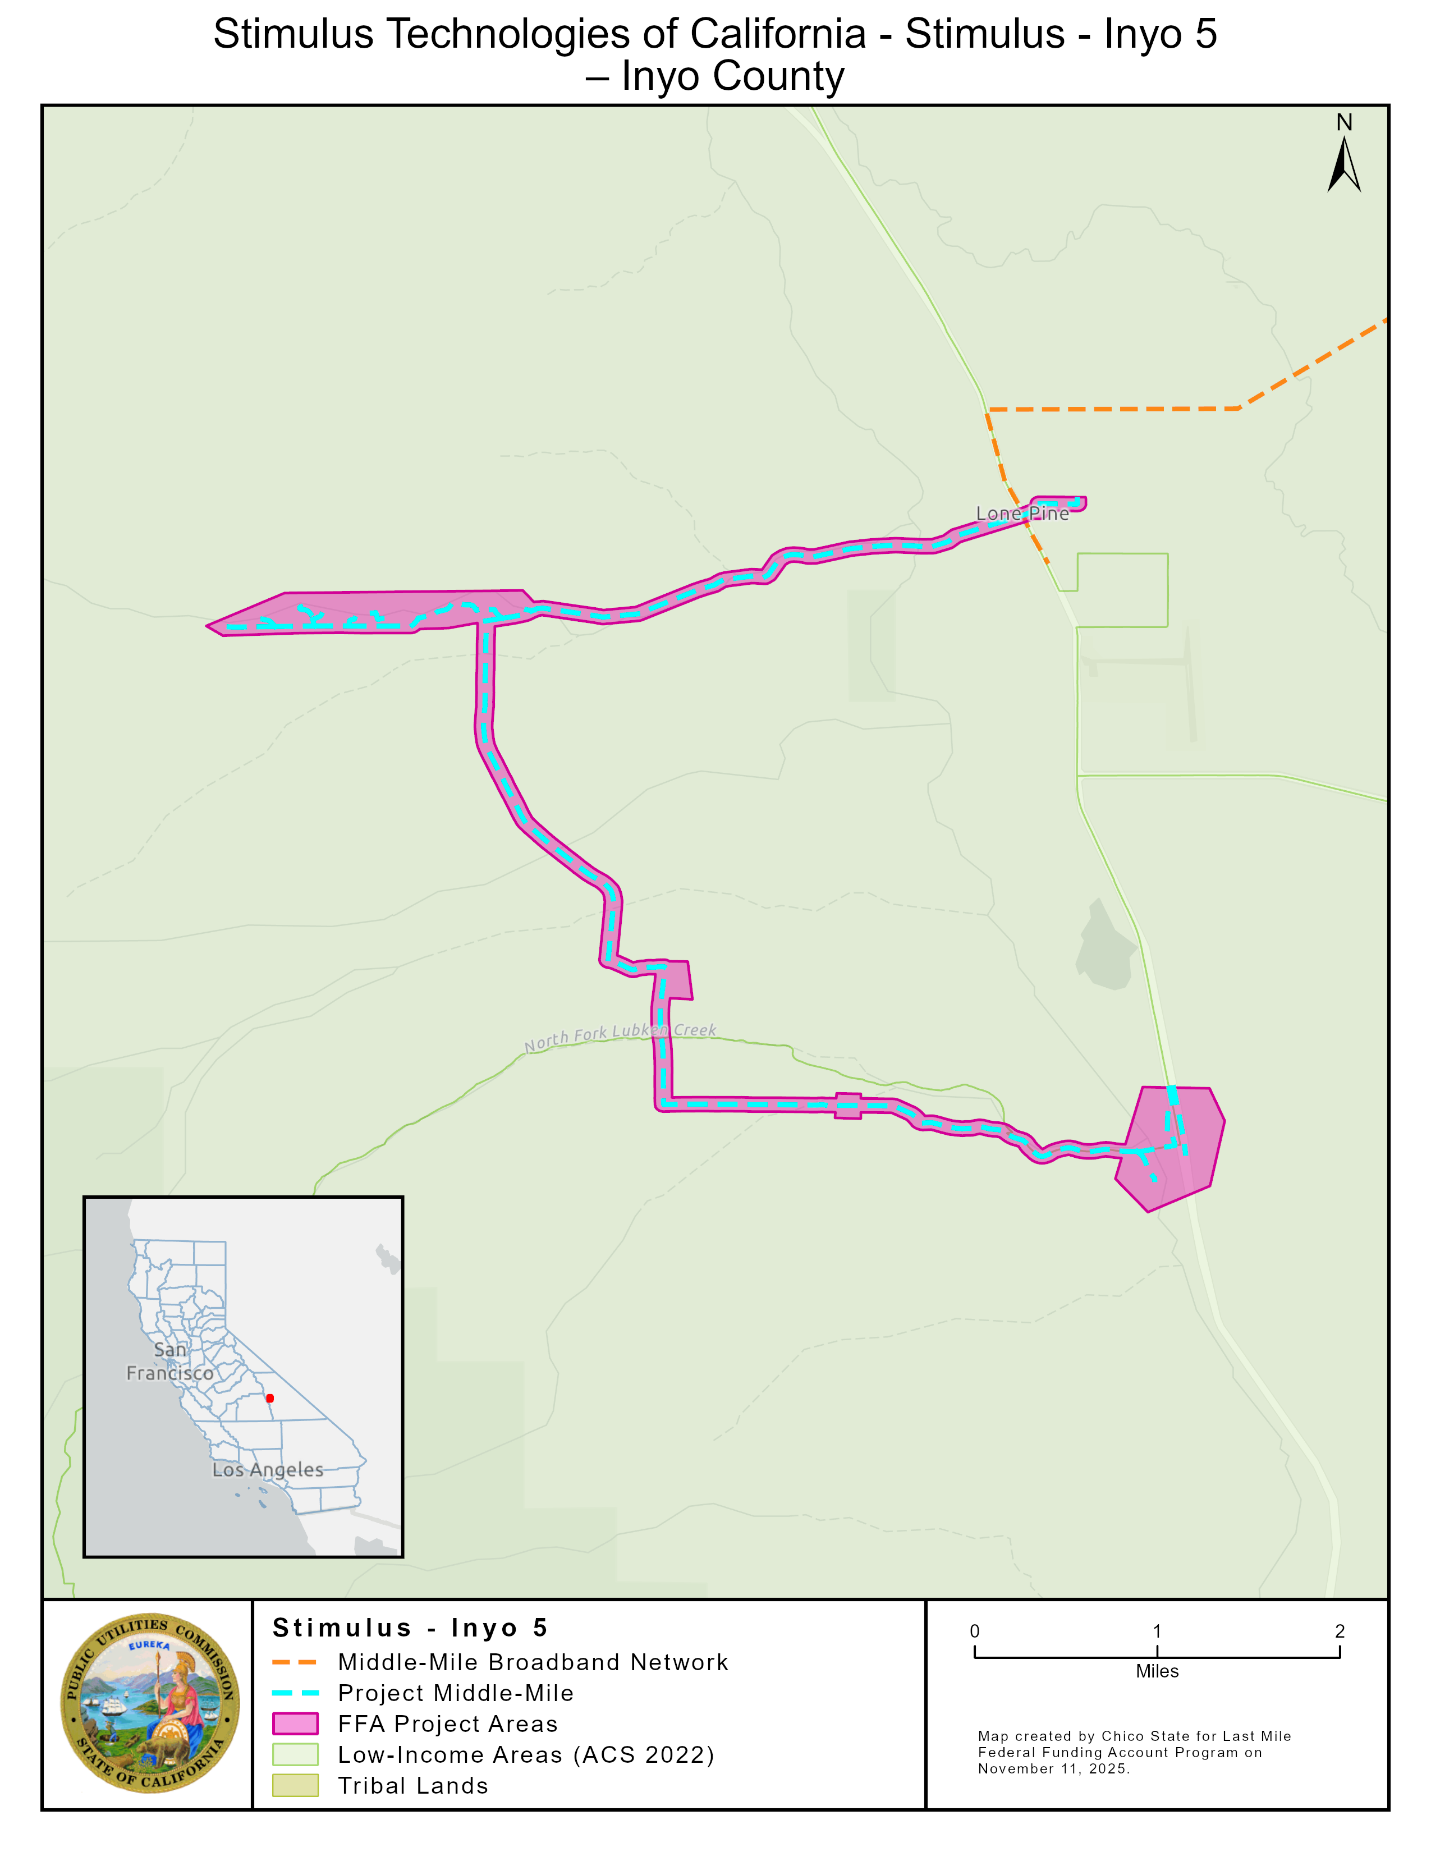 Stimulus Technologies of California - Stimulus - Inyo 5
– Inyo County
N
Lone Pine
North Fork Lubken Creek
San
Francisco
Los Angeles
PUBLIC UTILITIES COMMISSION
EUREKA
STATE OF CALIFORNIA
Stimulus - Inyo 5
Middle-Mile Broadband Network
Project Middle-Mile
FFA Project Areas
Low-Income Areas (ACS 2022)
Tribal Lands
0 1 2
Miles
Map created by Chico State for Last Mile
Federal Funding Account Program on
November 11, 2025.